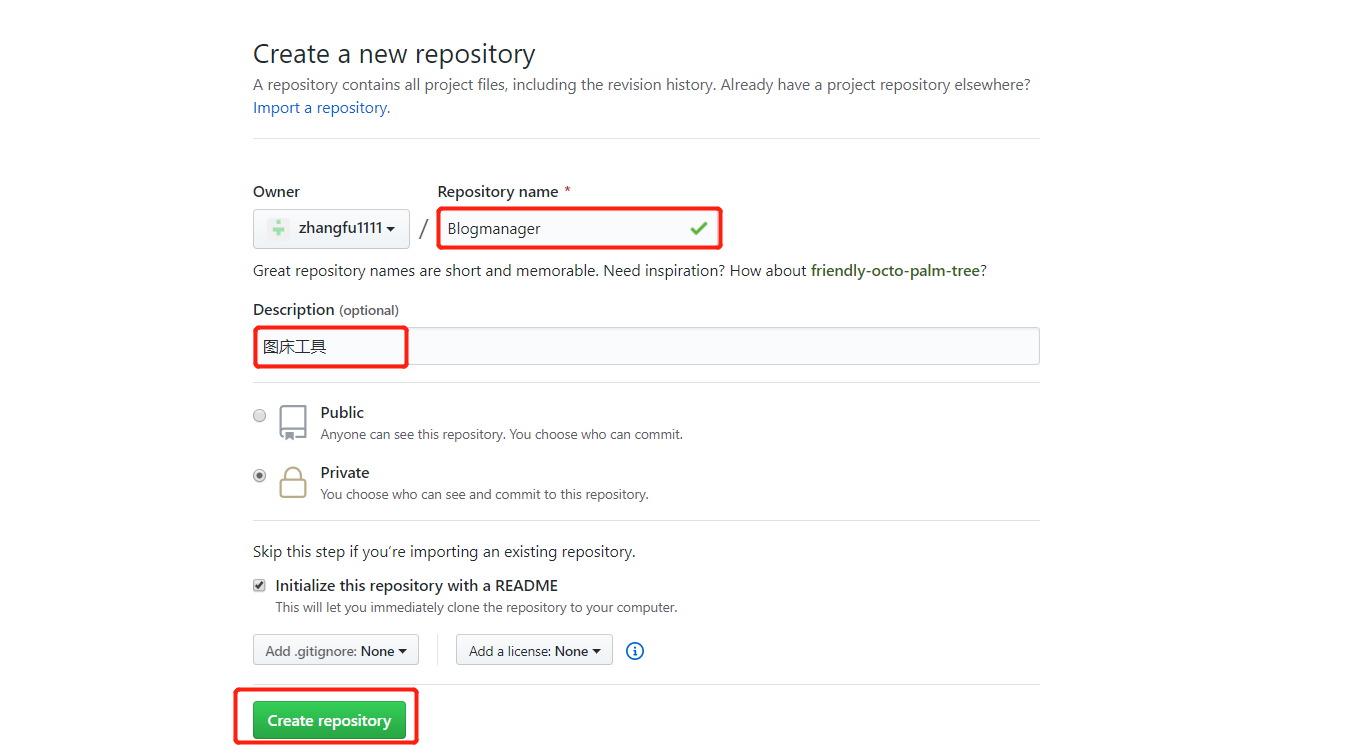 Create a new repository
A repository contains all project files, including the revision history. Already have a project repository elsewhere?
Import a repository.
Owner
Repository name *
zhangfu1111
/
Blogmanager
Great repository names are short and memorable. Need inspiration? How about friendly-octo-palm-tree?
Description (optional)
图床工具
Public
Anyone can see this repository. You choose who can commit.
Private
You choose who can see and commit to this repository.
Skip this step if you’re importing an existing repository.
Initialize this repository with a README
This will let you immediately clone the repository to your computer.
Add .gitignore: None
Add a license: None
Create repository